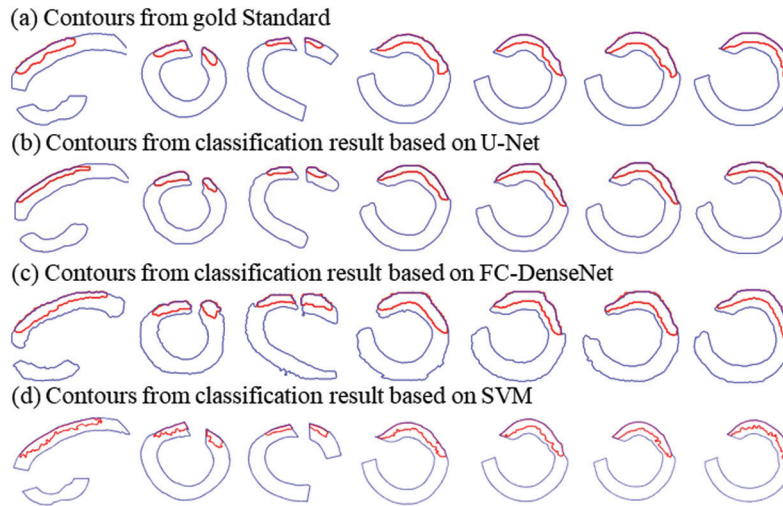 (a) Contours from gold Standard
(b) Contours from classification result based on U-Net
(c) Contours from classification result based on FC-DenseNet
(d) Contours from classification result based on SVM